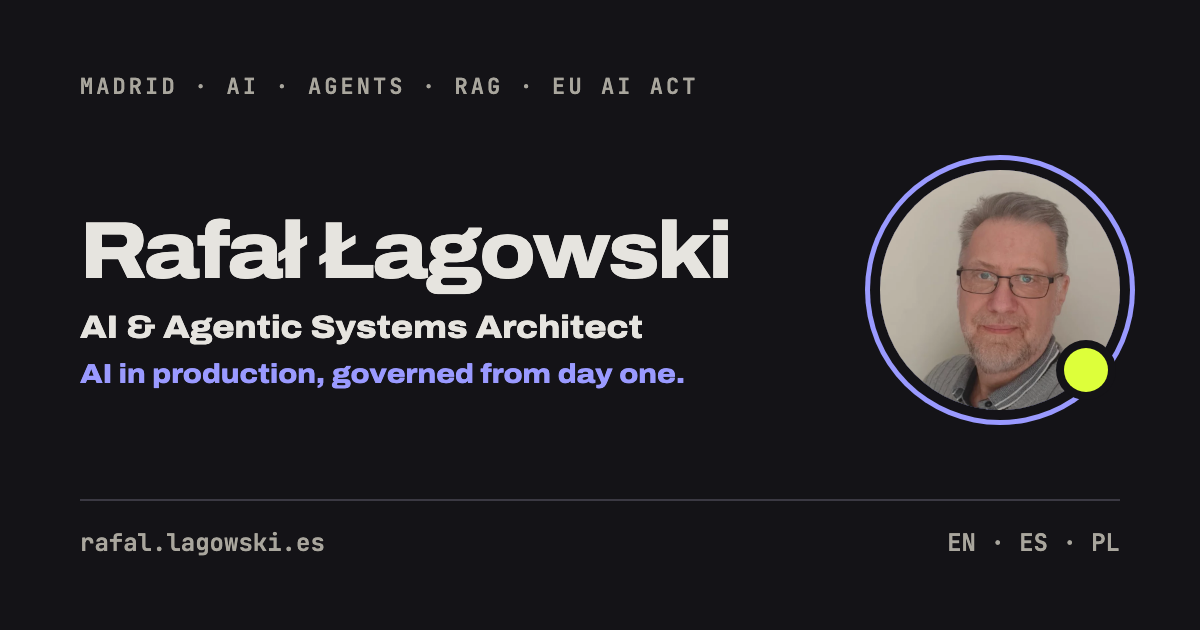 MADRID · AI · AGENTS · RAG · EU AI ACT
Rafał Łagowski
AI & Agentic Systems Architect
AI in production, governed from day one.
rafal.lagowski.es
EN · ES · PL